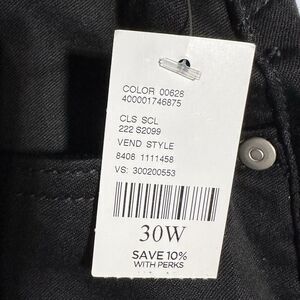 COLOR 00628
400001746875
CLS SCL
222 S2099
VEND STYLE
8408 1111458
VS: 300200553
30W
SAVE 10%
WITH PERKS